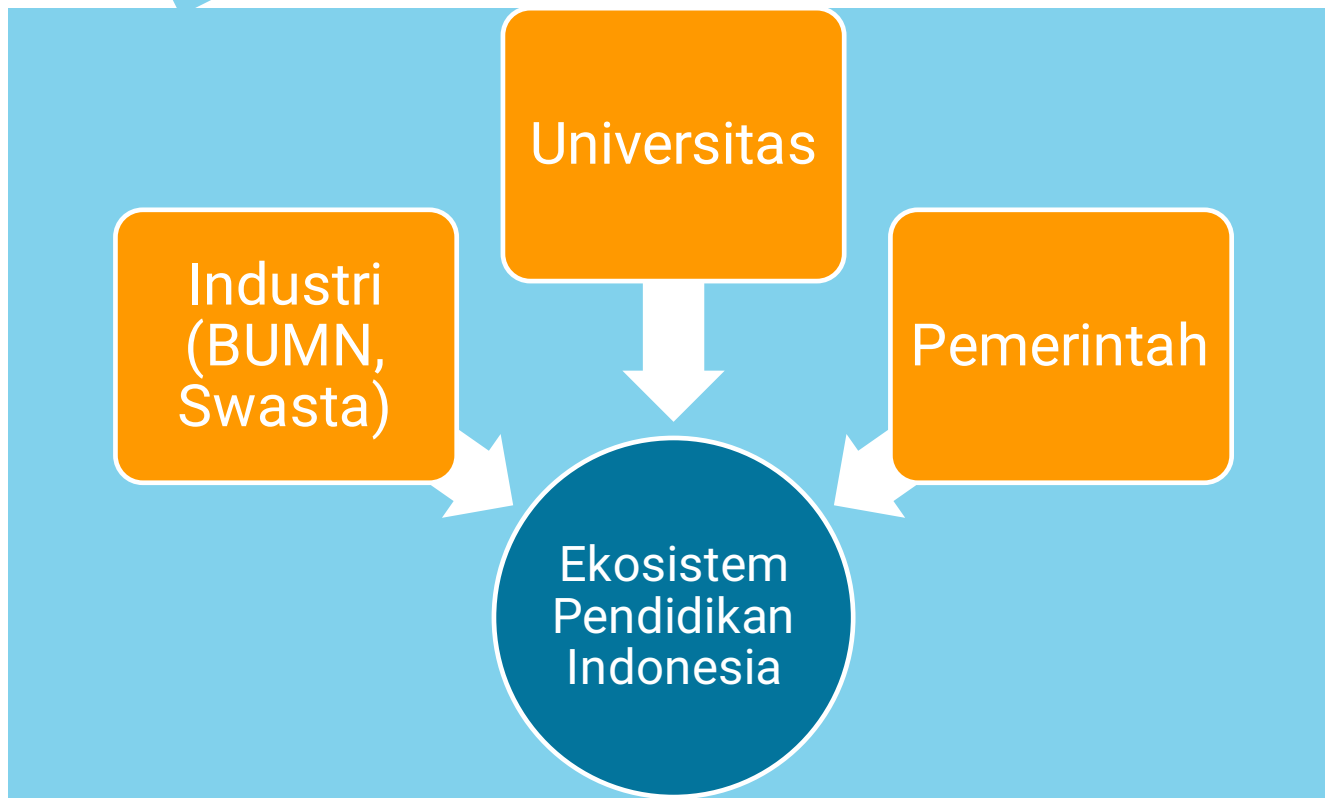 Universitas
Industri
(BUMN,
Swasta)
Pemerintah
Ekosistem
Pendidikan
Indonesia